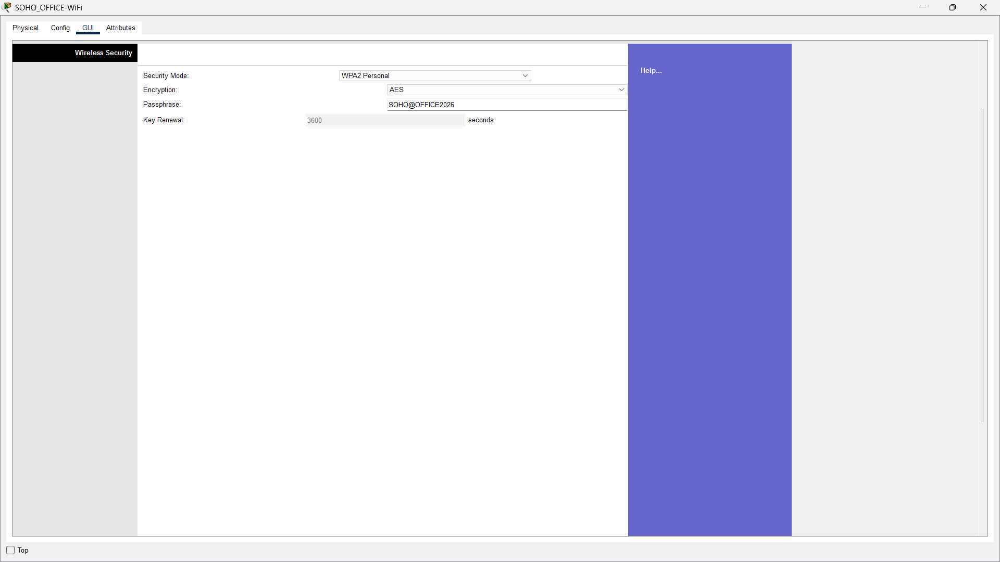 SOHO_OFFICE-WiFi
Physical Config GUI Attributes
Wireless Security
Help...
Security Mode: WPA2 Personal
Encryption: AES
Passphrase: SOHO@OFFICE2026
Key Renewal: 3600 seconds
Top